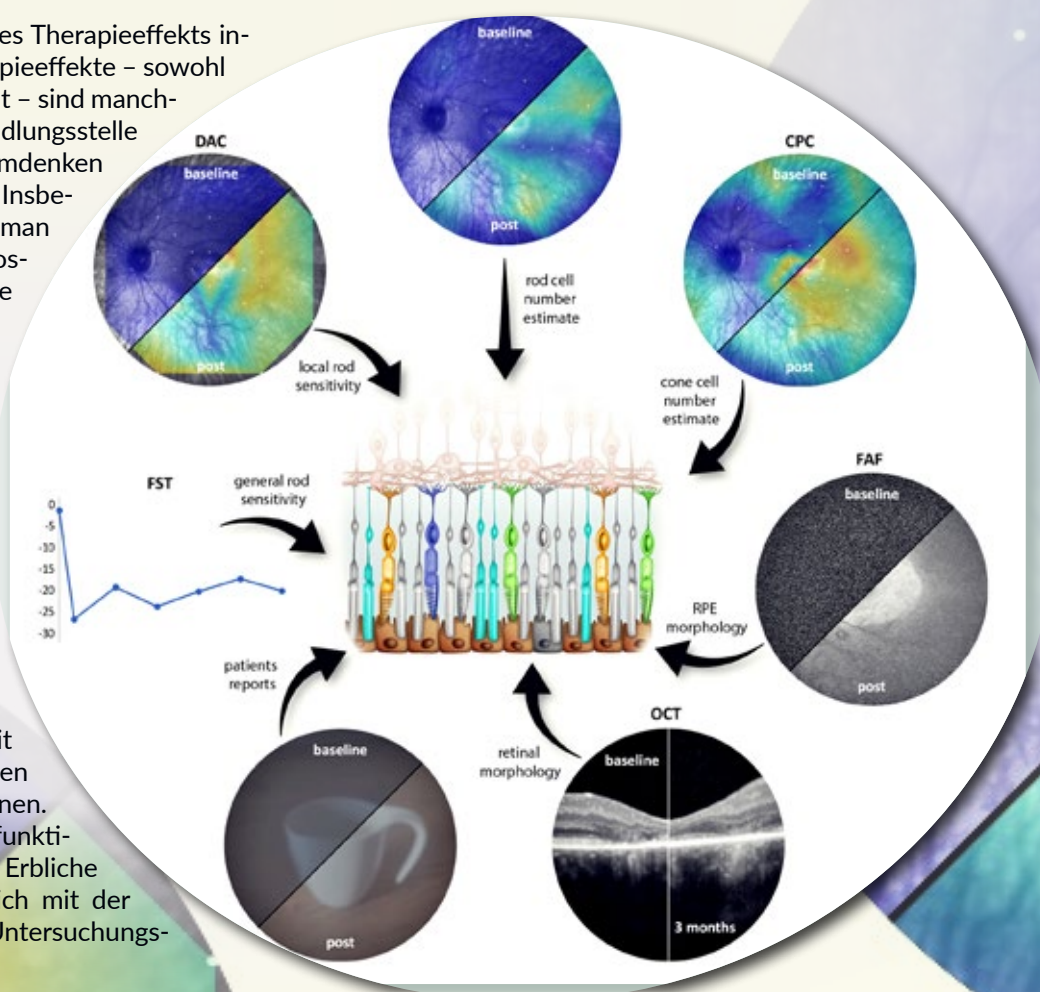 es Therapieeffekts in-
pieeffekte – sowohl
t – sind manch-
dlungsstelle
mdenken
Insbe-
man
os-
e
it
en
nen.
funkti-
Erbliche
ich mit der
Untersuchungs-
baseline
post
rod cell
number
estimate
DAC
baseline
post
local rod
sensitivity
CPC
baseline
post
cone cell
number
estimate
FST
0
-5
-10
-15
-20
-25
-30
general rod
sensitivity
FAF
baseline
post
RPE
morphology
patients
reports
baseline
post
OCT
baseline
3 months
retinal
morphology